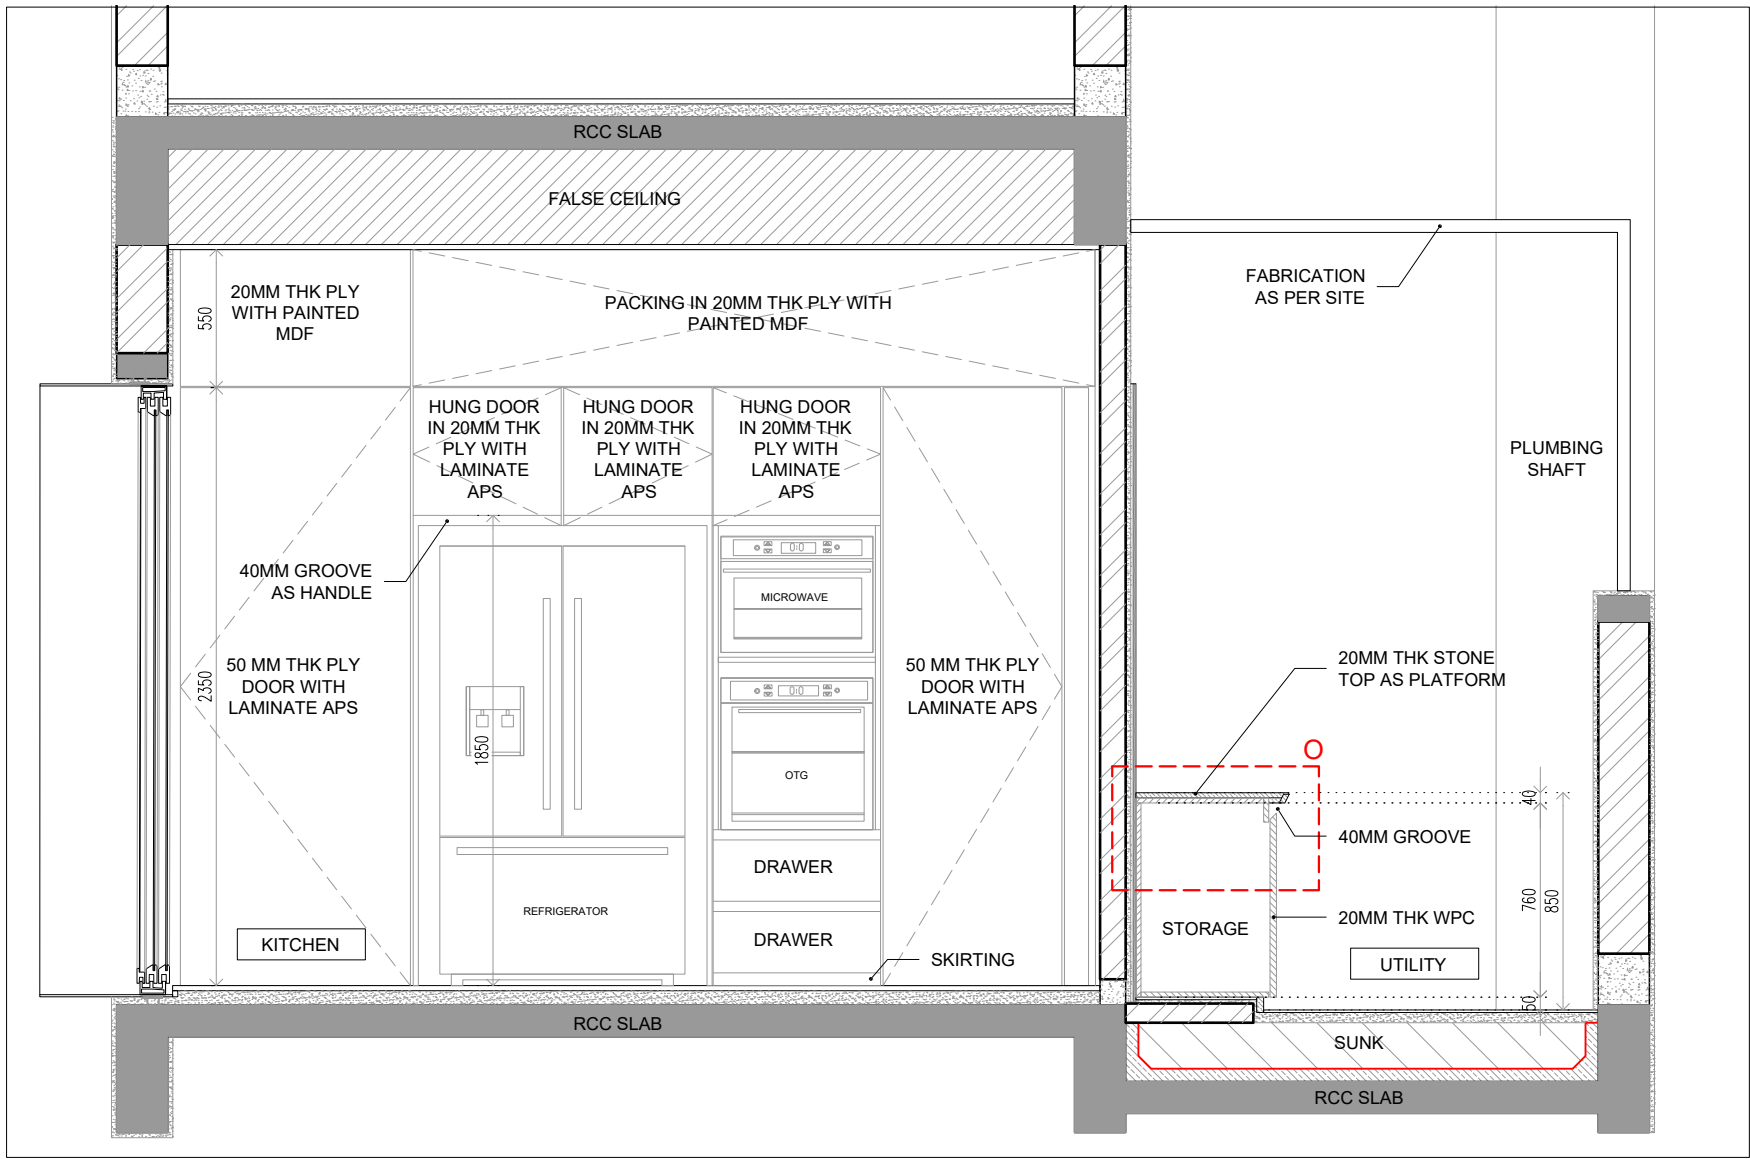 RCC SLAB
FALSE CEILING
20MM THK PLY
WITH PAINTED
MDF
550
PACKING IN 20MM THK PLY WITH
PAINTED MDF
FABRICATION
AS PER SITE
HUNG DOOR
IN 20MM THK
PLY WITH
LAMINATE
APS
HUNG DOOR
IN 20MM THK
PLY WITH
LAMINATE
APS
HUNG DOOR
IN 20MM THK
PLY WITH
LAMINATE
APS
PLUMBING
SHAFT
40MM GROOVE
AS HANDLE
0:0
MICROWAVE
50 MM THK PLY
DOOR WITH
LAMINATE APS
2350
1850
0:0
OTG
50 MM THK PLY
DOOR WITH
LAMINATE APS
20MM THK STONE
TOP AS PLATFORM
O
40
40MM GROOVE
760
850
DRAWER
REFRIGERATOR
DRAWER
20MM THK WPC
STORAGE
KITCHEN
SKIRTING
UTILITY
50
RCC SLAB
SUNK
RCC SLAB